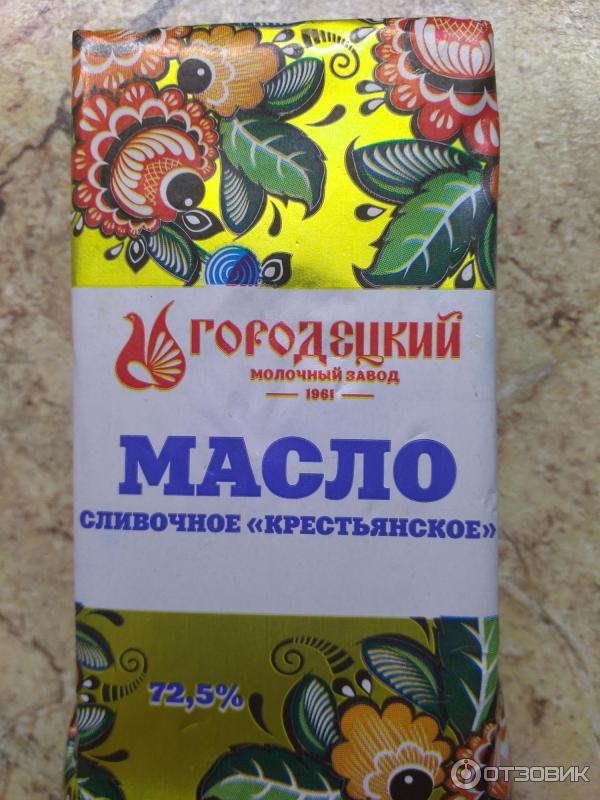 ГОРОДЕЦКИЙ
МОЛОЧНЫЙ ЗАВОД
1961
МАСЛО
СЛИВОЧНОЕ «КРЕСТЬЯНСКОЕ»
72,5%
ОТЗОВИК